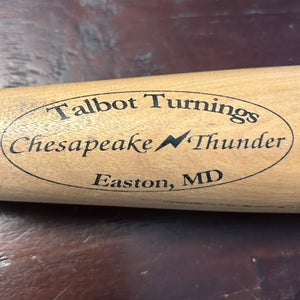 Talbot Turnings
Chesapeake Thunder
Easton, MD